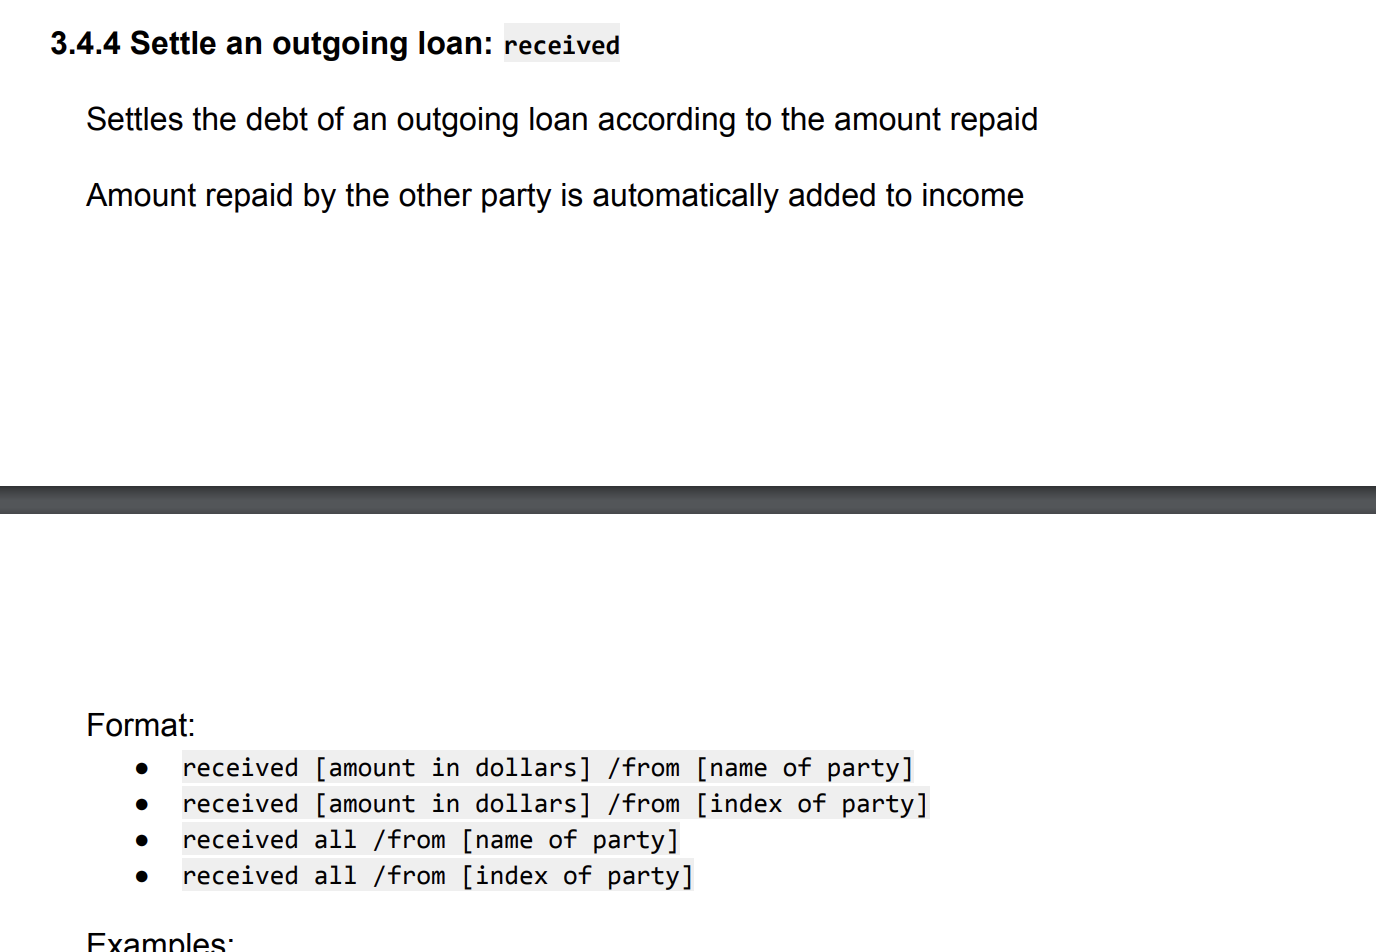 3.4.4 Settle an outgoing loan: received
Settles the debt of an outgoing loan according to the amount repaid
Amount repaid by the other party is automatically added to income
Format:
● received [amount in dollars] /from [name of party]
● received [amount in dollars] /from [index of party]
● received all /from [name of party]
● received all /from [index of party]
Examples: